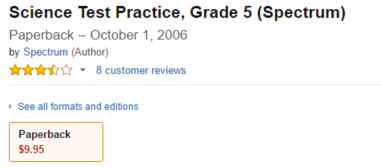 Science Test Practice, Grade 5 (Spectrum)
Paperback – October 1, 2006
by Spectrum (Author)
8 customer reviews
See all formats and editions
Paperback
$9.95